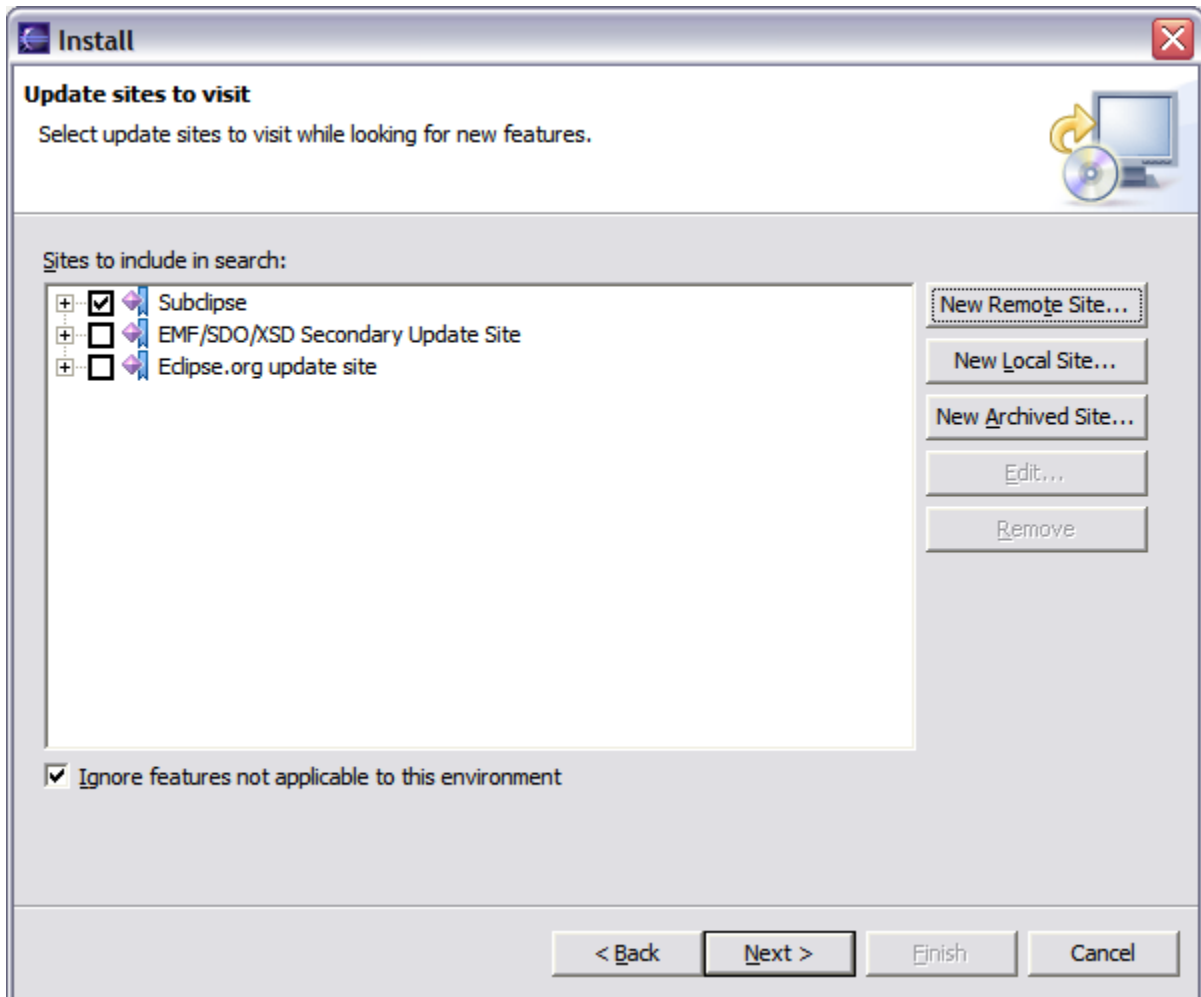 Install
Update sites to visit
Select update sites to visit while looking for new features.
Sites to include in search:
Subclipse
EMF/SDO/XSD Secondary Update Site
Eclipse.org update site
New Remote Site...
New Local Site...
New Archived Site...
Edit...
Remove
Ignore features not applicable to this environment
< Back
Next >
Finish
Cancel